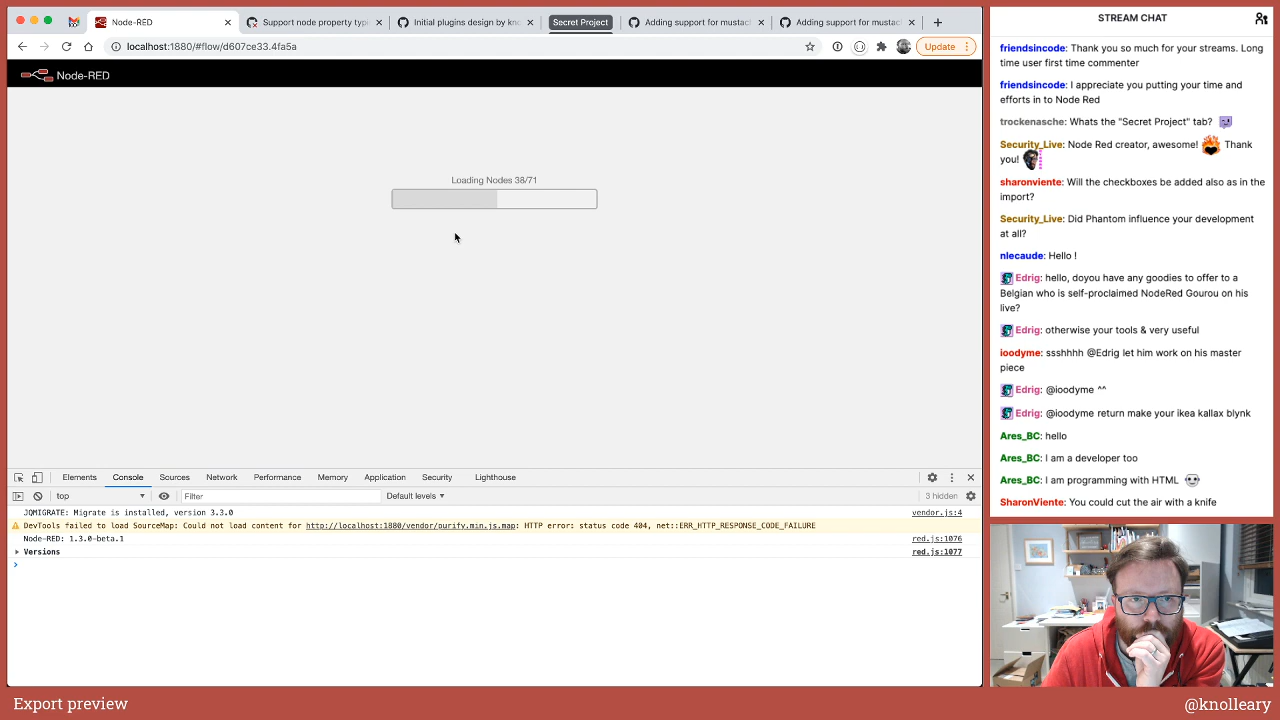 Node-RED
Support node property type
Initial plugins design by kno
Secret Project
Adding support for mustac
Adding support for mustac
localhost:1880/#flow/d607ce33.4fa5a
Update
Node-RED
Loading Nodes 38/71
Elements Console Sources Network Performance Memory Application Security Lighthouse
top Filter Default levels 3 hidden
JQMIGRATE: Migrate is installed, version 3.3.0 vendor.js:4
DevTools failed to load SourceMap: Could not load content for http://localhost:1880/vendor/purify.min.js.map: HTTP error: status code 404, net::ERR_HTTP_RESPONSE_CODE_FAILURE
Node-RED: 1.3.0-beta.1 red.js:1076
Versions red.js:1077
STREAM CHAT
friendsincode: Thank you so much for your streams. Long
time user first time commenter
friendsincode: I appreciate you putting your time and
efforts in to Node Red
trockenasche: Whats the "Secret Project" tab?
Security_Live: Node Red creator, awesome! Thank
you!
sharonviente: Will the checkboxes be added also as in the
import?
Security_Live: Did Phantom influence your development
at all?
nlecaude: Hello !
Edrig: hello, doyou have any goodies to offer to a
Belgian who is self-proclaimed NodeRed Gourou on his
live?
Edrig: otherwise your tools & very useful
ioodyme: ssshhhh @Edrig let him work on his master
piece
Edrig: @ioodyme ^^
Edrig: @ioodyme return make your ikea kallax blynk
Ares_BC: hello
Ares_BC: I am a developer too
Ares_BC: I am programming with HTML
SharonViente: You could cut the air with a knife
Export preview
@knolleary